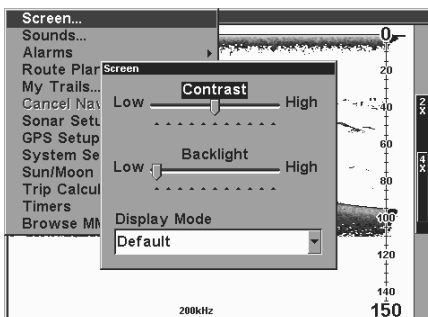 Screen...
Sounds...
Alarms
Route Plan
My Trails...
Cancel Nav
Sonar Setu
GPS Setup
System Se
Sun/Moon
Trip Calcul
Timers
Browse MM
Screen
Contrast
Low High
Backlight
Low High
Display Mode
Default
0
20
40
60
80
100
120
140
150
2X
4X
200kHz